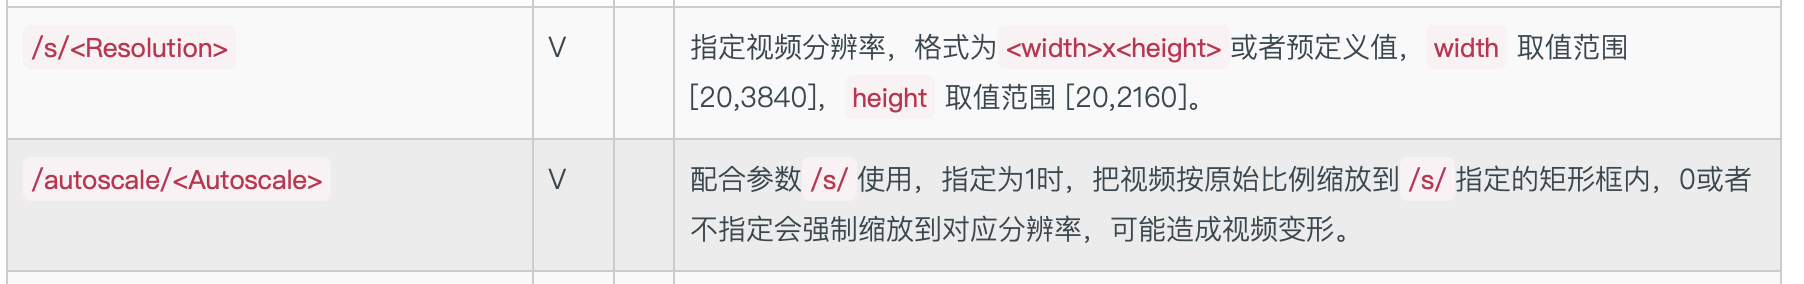 /s/<Resolution> V 指定视频分辨率，格式为 <width>x<height> 或者预定义值， width 取值范围
[20,3840]， height 取值范围 [20,2160]。
/autoscale/<Autoscale> V 配合参数 /s/ 使用，指定为1时，把视频按原始比例缩放到 /s/ 指定的矩形框内，0或者
不指定会强制缩放到对应分辨率，可能造成视频变形。